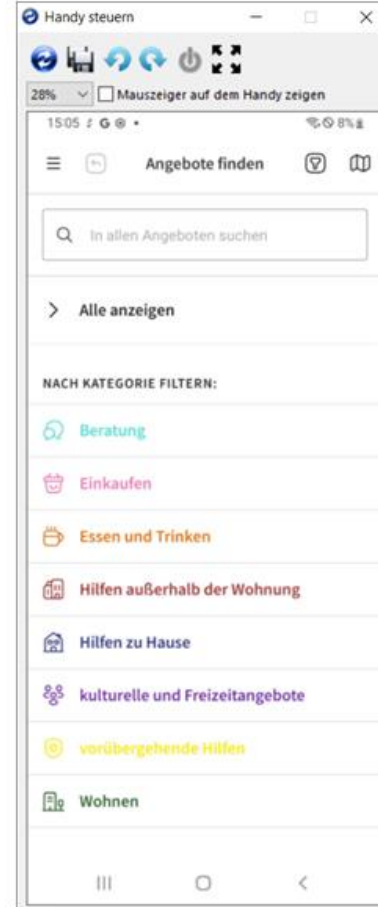 Handy steuern
28% Mauszeiger auf dem Handy zeigen
15:05 G 8%
Angebote finden
In allen Angeboten suchen
Alle anzeigen
NACH KATEGORIE FILTERN:
Beratung
Einkaufen
Essen und Trinken
Hilfen außerhalb der Wohnung
Hilfen zu Hause
kulturelle und Freizeitangebote
vorübergehende Hilfen
Wohnen